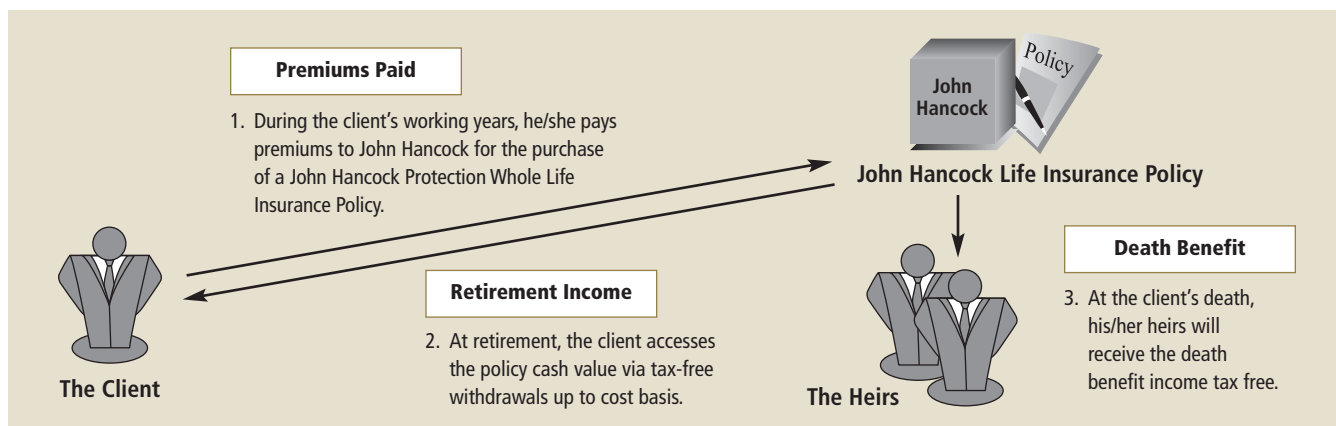 Premiums Paid
1. During the client’s working years, he/she pays
premiums to John Hancock for the purchase
of a John Hancock Protection Whole Life
Insurance Policy.
John
Hancock
Policy
John Hancock Life Insurance Policy
The Client
Retirement Income
2. At retirement, the client accesses
the policy cash value via tax-free
withdrawals up to cost basis.
The Heirs
Death Benefit
3. At the client’s death,
his/her heirs will
receive the death
benefit income tax free.